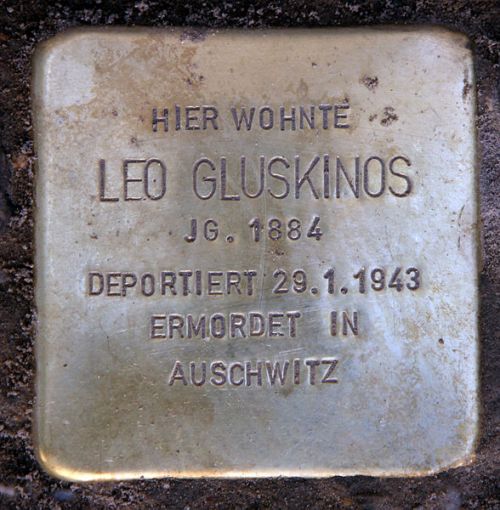 HIER WOHNTE
LEO GLUSKINOS
JG. 1884
DEPORTIERT 29.1.1943
ERMORDET IN
AUSCHWITZ